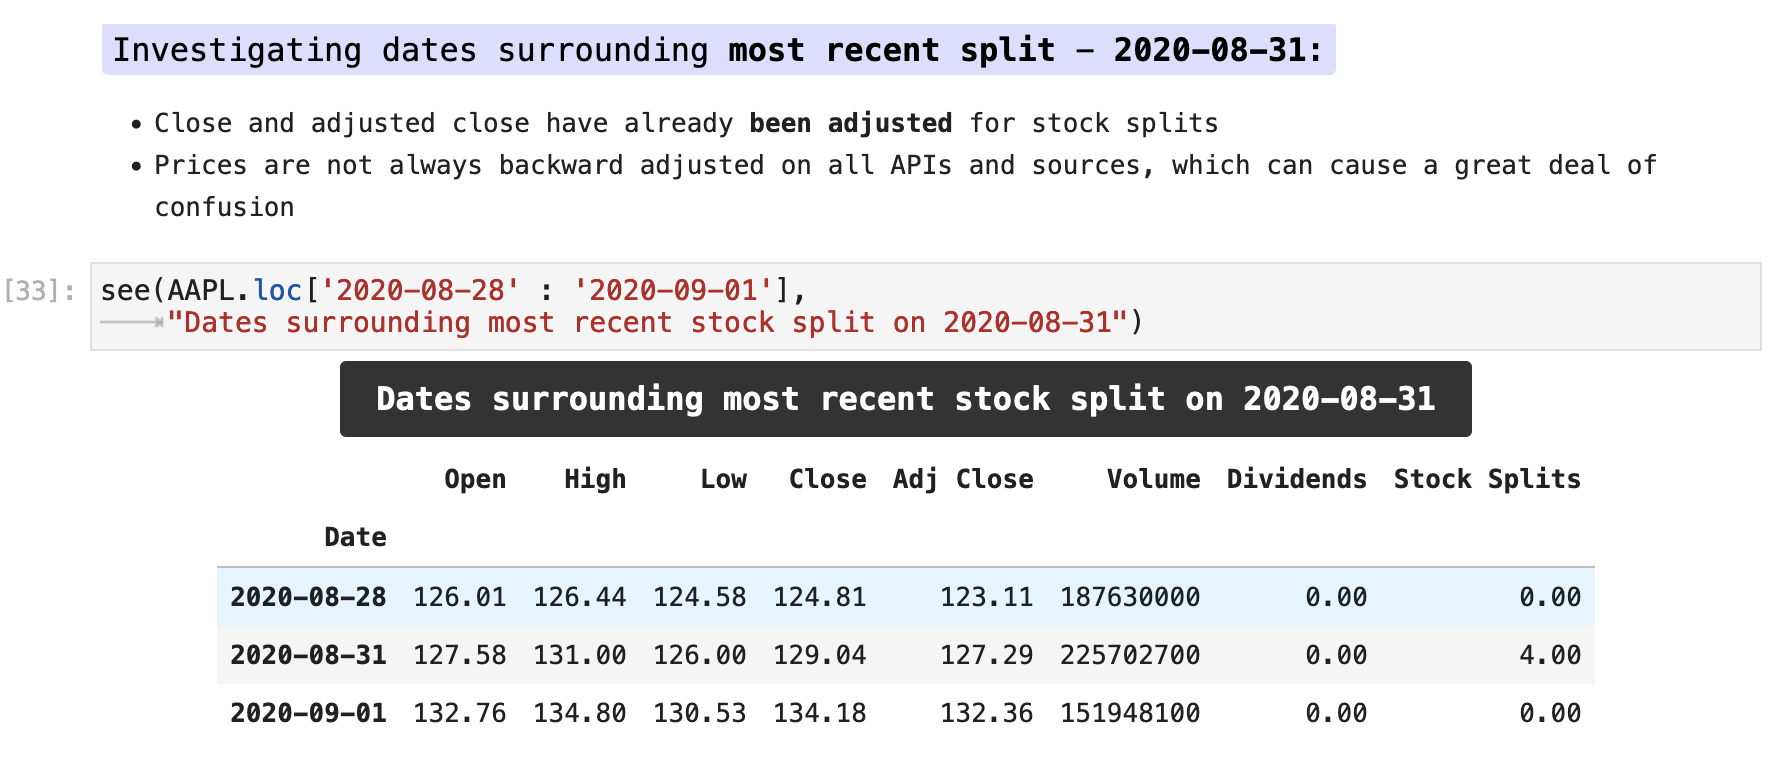 Investigating dates surrounding most recent split – 2020-08-31:
• Close and adjusted close have already been adjusted for stock splits
• Prices are not always backward adjusted on all APIs and sources, which can cause a great deal of
confusion
[33]: see(AAPL.loc['2020-08-28' : '2020-09-01'],
"Dates surrounding most recent stock split on 2020-08-31")
Dates surrounding most recent stock split on 2020-08-31
Open High Low Close Adj Close Volume Dividends Stock Splits
Date
2020-08-28 126.01 126.44 124.58 124.81 123.11 187630000 0.00 0.00
2020-08-31 127.58 131.00 126.00 129.04 127.29 225702700 0.00 4.00
2020-09-01 132.76 134.80 130.53 134.18 132.36 151948100 0.00 0.00